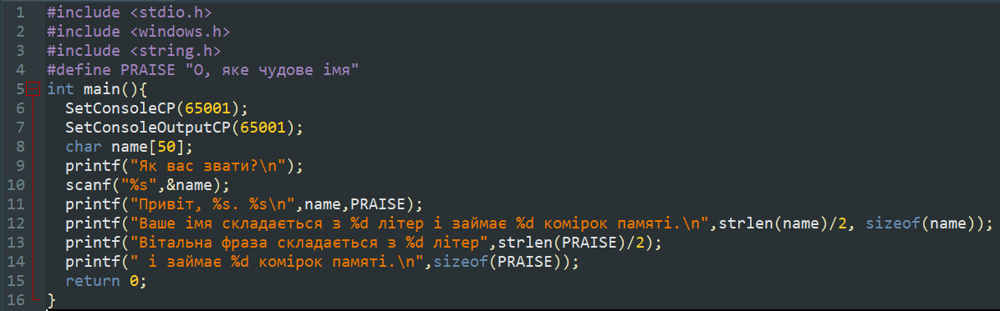 1 #include <stdio.h>
2 #include <windows.h>
3 #include <string.h>
4 #define PRAISE "О, яке чудове імя"
5 int main(){
6 SetConsoleCP(65001);
7 SetConsoleOutputCP(65001);
8 char name[50];
9 printf("Як вас звати?\n");
10 scanf("%s",&name);
11 printf("Привіт, %s. %s\n",name,PRAISE);
12 printf("Ваше імя складається з %d літер і займає %d комірок памяті.\n",strlen(name)/2, sizeof(name));
13 printf("Вітальна фраза складається з %d літер",strlen(PRAISE)/2);
14 printf(" і займає %d комірок памяті.\n",sizeof(PRAISE));
15 return 0;
16 }